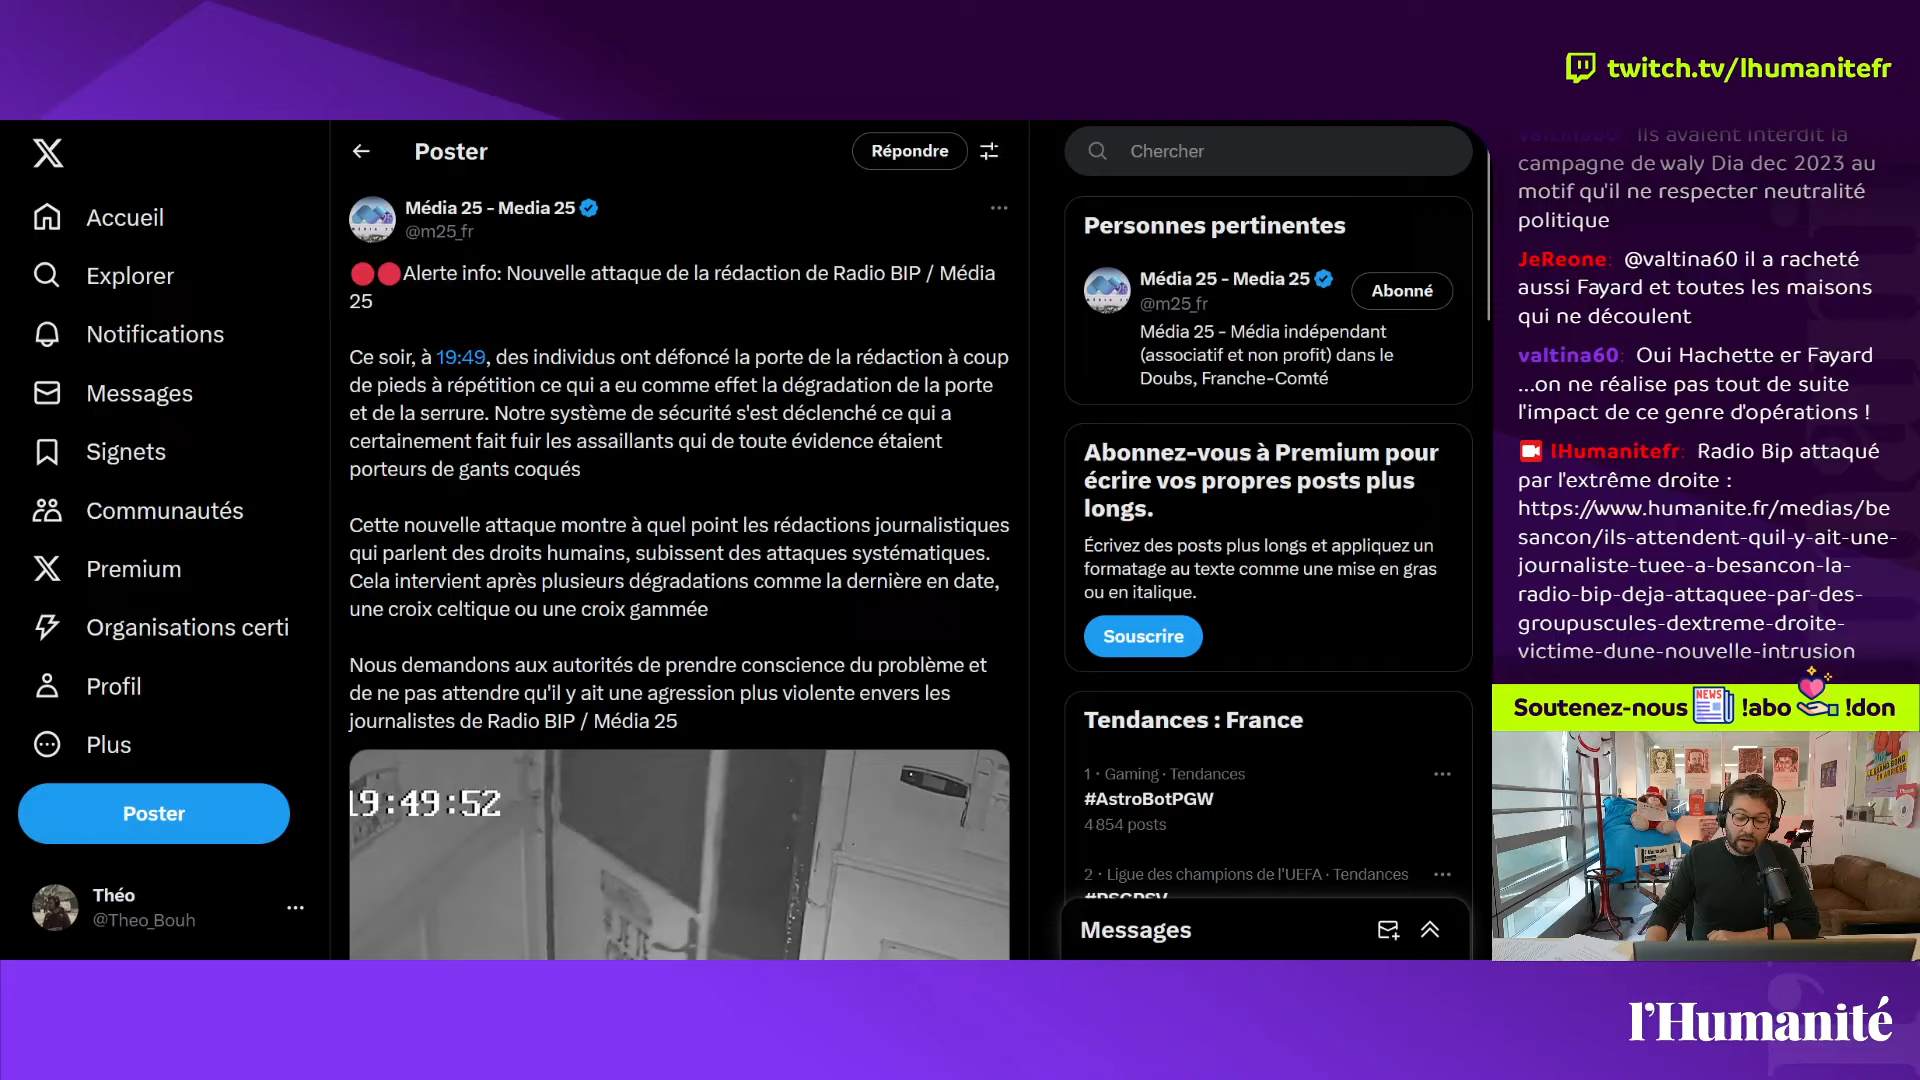 twitch.tv/lhumanitefr
Accueil
Explorer
Notifications
Messages
Signets
Communautés
Premium
Organisations certi
Profil
Plus
Poster
Théo
@Theo_Bouh
Poster
Répondre
Média 25 - Media 25
@m25_fr
Alerte info: Nouvelle attaque de la rédaction de Radio BIP / Média
25
Ce soir, à 19:49, des individus ont défoncé la porte de la rédaction à coup
de pieds à répétition ce qui a eu comme effet la dégradation de la porte
et de la serrure. Notre système de sécurité s'est déclenché ce qui a
certainement fait fuir les assaillants qui de toute évidence étaient
porteurs de gants coqués
Cette nouvelle attaque montre à quel point les rédactions journalistiques
qui parlent des droits humains, subissent des attaques systématiques.
Cela intervient après plusieurs dégradations comme la dernière en date,
une croix celtique ou une croix gammée
Nous demandons aux autorités de prendre conscience du problème et
de ne pas attendre qu'il y ait une agression plus violente envers les
journalistes de Radio BIP / Média 25
19:49:52
Chercher
Personnes pertinentes
Média 25 - Media 25
@m25_fr
Abonné
Média 25 - Média indépendant
(associatif et non profit) dans le
Doubs, Franche-Comté
Abonnez-vous à Premium pour
écrire vos propres posts plus
longs.
Écrivez des posts plus longs et appliquez un
formatage au texte comme une mise en gras
ou en italique.
Souscrire
Tendances : France
1 · Gaming · Tendances
#AstroBotPGW
4 854 posts
2 · Ligue des champions de l'UEFA · Tendances
#PSGPSV
Messages
valtina60: Ils avaient interdit la
campagne de waly Dia dec 2023 au
motif qu'il ne respecter neutralité
politique
JeReone: @valtina60 il a racheté
aussi Fayard et toutes les maisons
qui ne découlent
valtina60: Oui Hachette er Fayard
...on ne réalise pas tout de suite
l'impact de ce genre d'opérations !
lHumanitefr: Radio Bip attaqué
par l'extrême droite :
https://www.humanite.fr/medias/be
sancon/ils-attendent-quil-y-ait-une-
journaliste-tuee-a-besancon-la-
radio-bip-deja-attaquee-par-des-
groupuscules-dextreme-droite-
victime-dune-nouvelle-intrusion
Soutenez-nous NEWS !abo !don
l'Humanité
l'Humanité